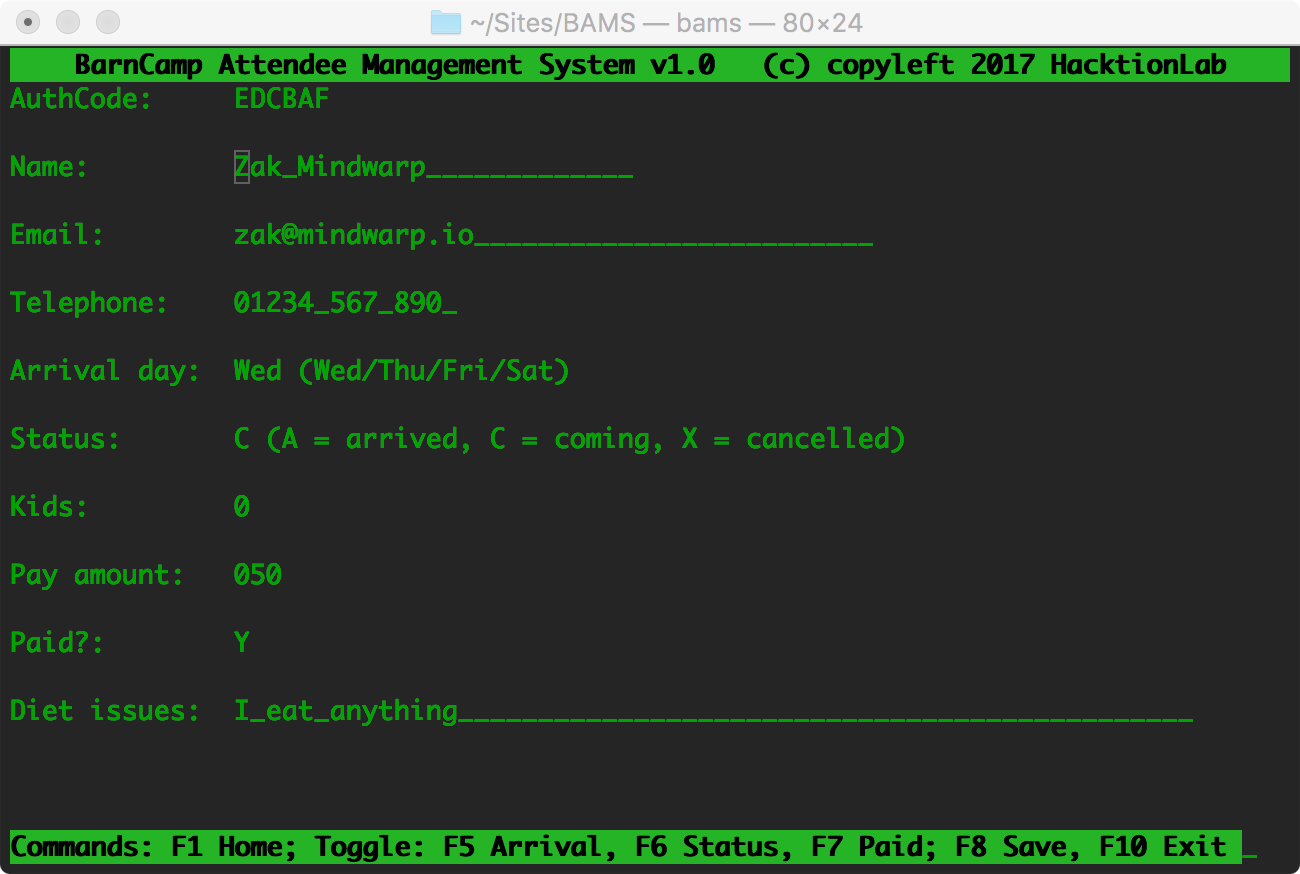 ~/Sites/BAMS — bams — 80×24
BarnCamp Attendee Management System v1.0   (c) copyleft 2017 HacktionLab
AuthCode:     EDCBAF
Name:         Zak_Mindwarp_____________
Email:        zak@mindwarp.io_________________________
Telephone:    01234_567_890_
Arrival day:  Wed (Wed/Thu/Fri/Sat)
Status:       C (A = arrived, C = coming, X = cancelled)
Kids:         0
Pay amount:   050
Paid?:        Y
Diet issues:  I_eat_anything______________________________________________
Commands: F1 Home; Toggle: F5 Arrival, F6 Status, F7 Paid; F8 Save, F10 Exit _